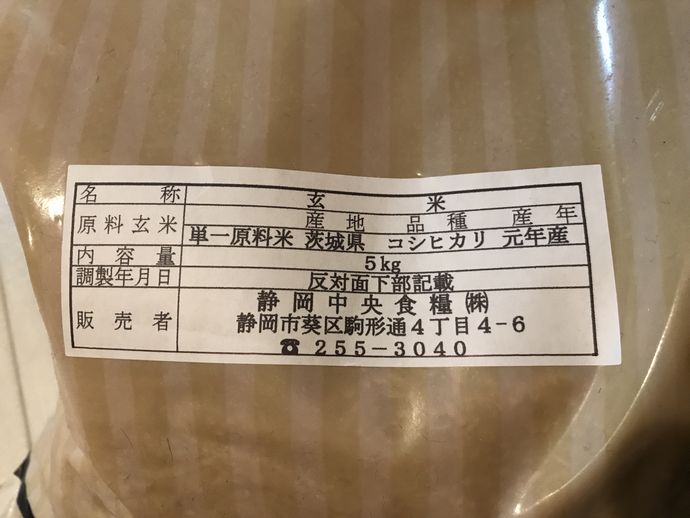 名称 玄米
原料玄米 産地 品種 産年
単一原料米 茨城県 コシヒカリ 元年産
内容量 5kg
調製年月日 反対面下部記載
販売者 静岡中央食糧㈱
静岡市葵区駒形通4丁目4-6
☎255-3040